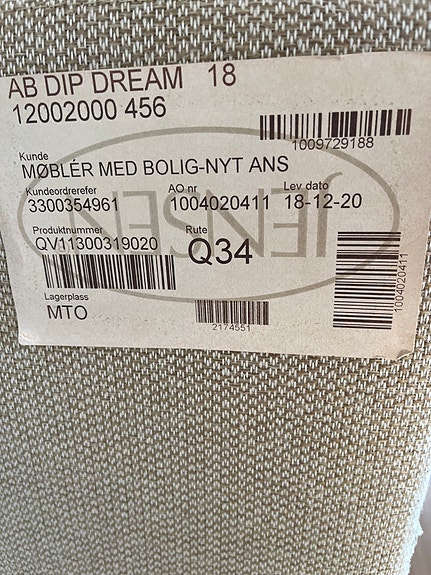 AB DIP DREAM 18
12002000 456
1009729188
Kunde
MØBLÉR MED BOLIG-NYT ANS
Kundeordrerefer AO nr Lev dato
3300354961 1004020411 18-12-20
Produktnummer Rute
QV11300319020 Q34
JENSEN
1004020411
Lagerplass
MTO
2174551